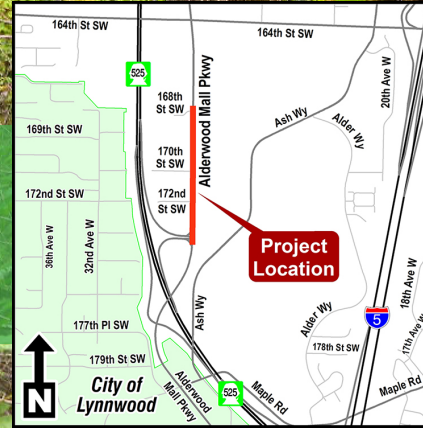 164th St SW
164th St SW
525
20th Ave W
168th
St SW
Alderwood Mall Pkwy
Ash Wy
Alder Wy
169th St SW
170th
St SW
172nd St SW
172nd
St SW
36th Ave W
32nd Ave W
Project
Location
Ash Wy
Alder Wy
5
18th Ave W
17th Ave W
177th Pl SW
178th St SW
179th St SW
N
City of
Lynnwood
Alderwood
Mall Pkwy
525
Maple Rd
Maple Rd